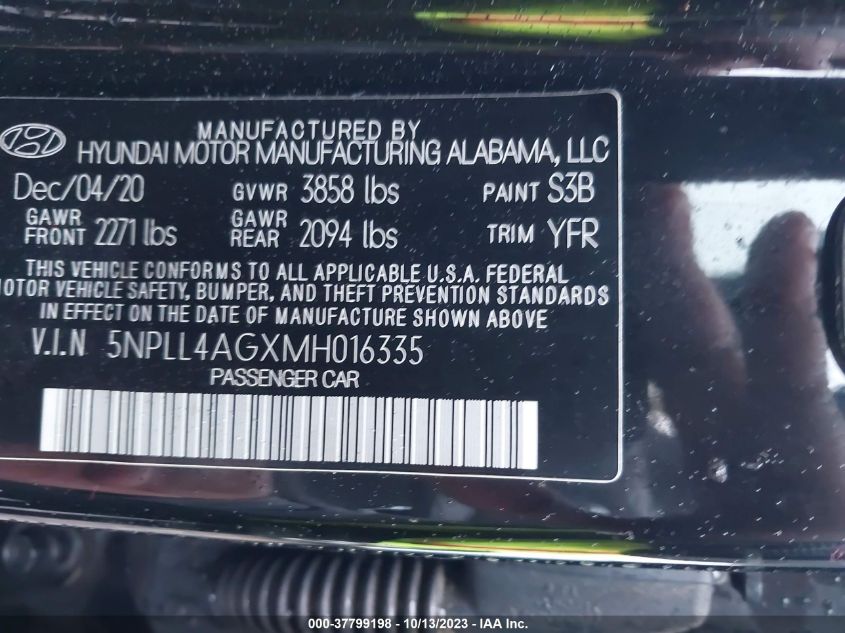 MANUFACTURED BY
HYUNDAI MOTOR MANUFACTURING ALABAMA, LLC
Dec/04/20 GVWR 3858 lbs PAINT S3B
GAWR FRONT 2271 lbs GAWR REAR 2094 lbs TRIM YFR
THIS VEHICLE CONFORMS TO ALL APPLICABLE U.S.A. FEDERAL
MOTOR VEHICLE SAFETY, BUMPER, AND THEFT PREVENTION STANDARDS
IN EFFECT ON THE DATE OF MANUFACTURE SHOWN ABOVE
V.I.N 5NPLL4AGXMH016335
PASSENGER CAR
000-37799198 - 10/13/2023 - IAA Inc.